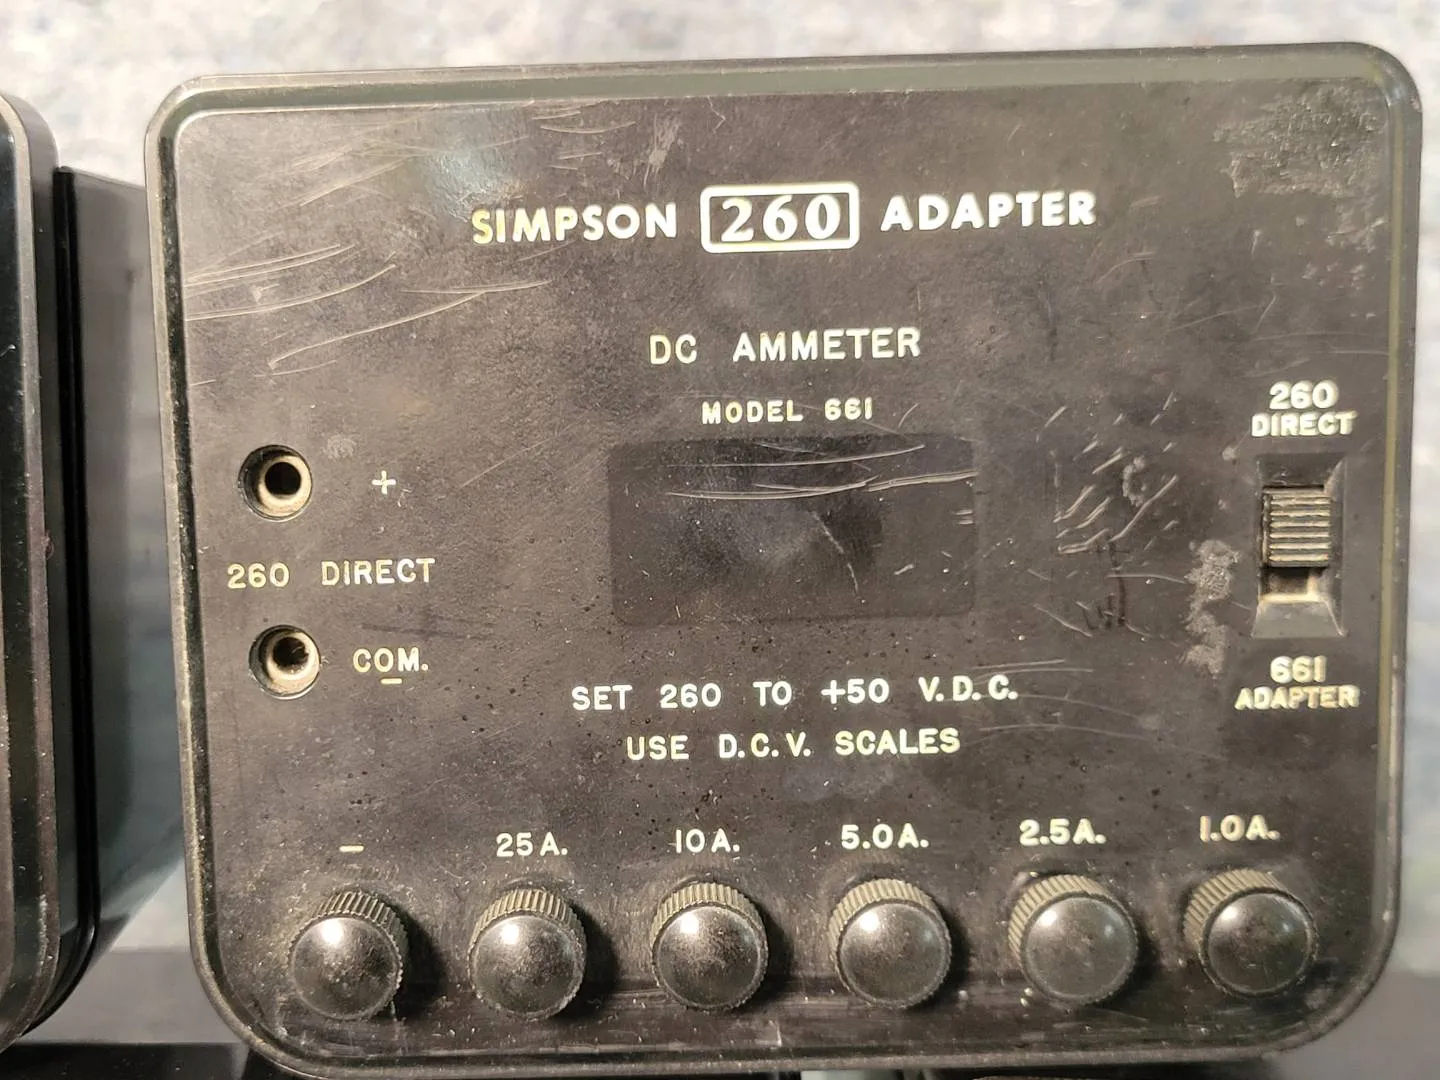 SIMPSON 260 ADAPTER
DC AMMETER
MODEL 661
260
DIRECT
+
260 DIRECT
COM.
-
661
ADAPTER
SET 260 TO +50 V.D.C.
USE D.C.V. SCALES
- 25A. 10A. 5.0A. 2.5A. 1.0A.